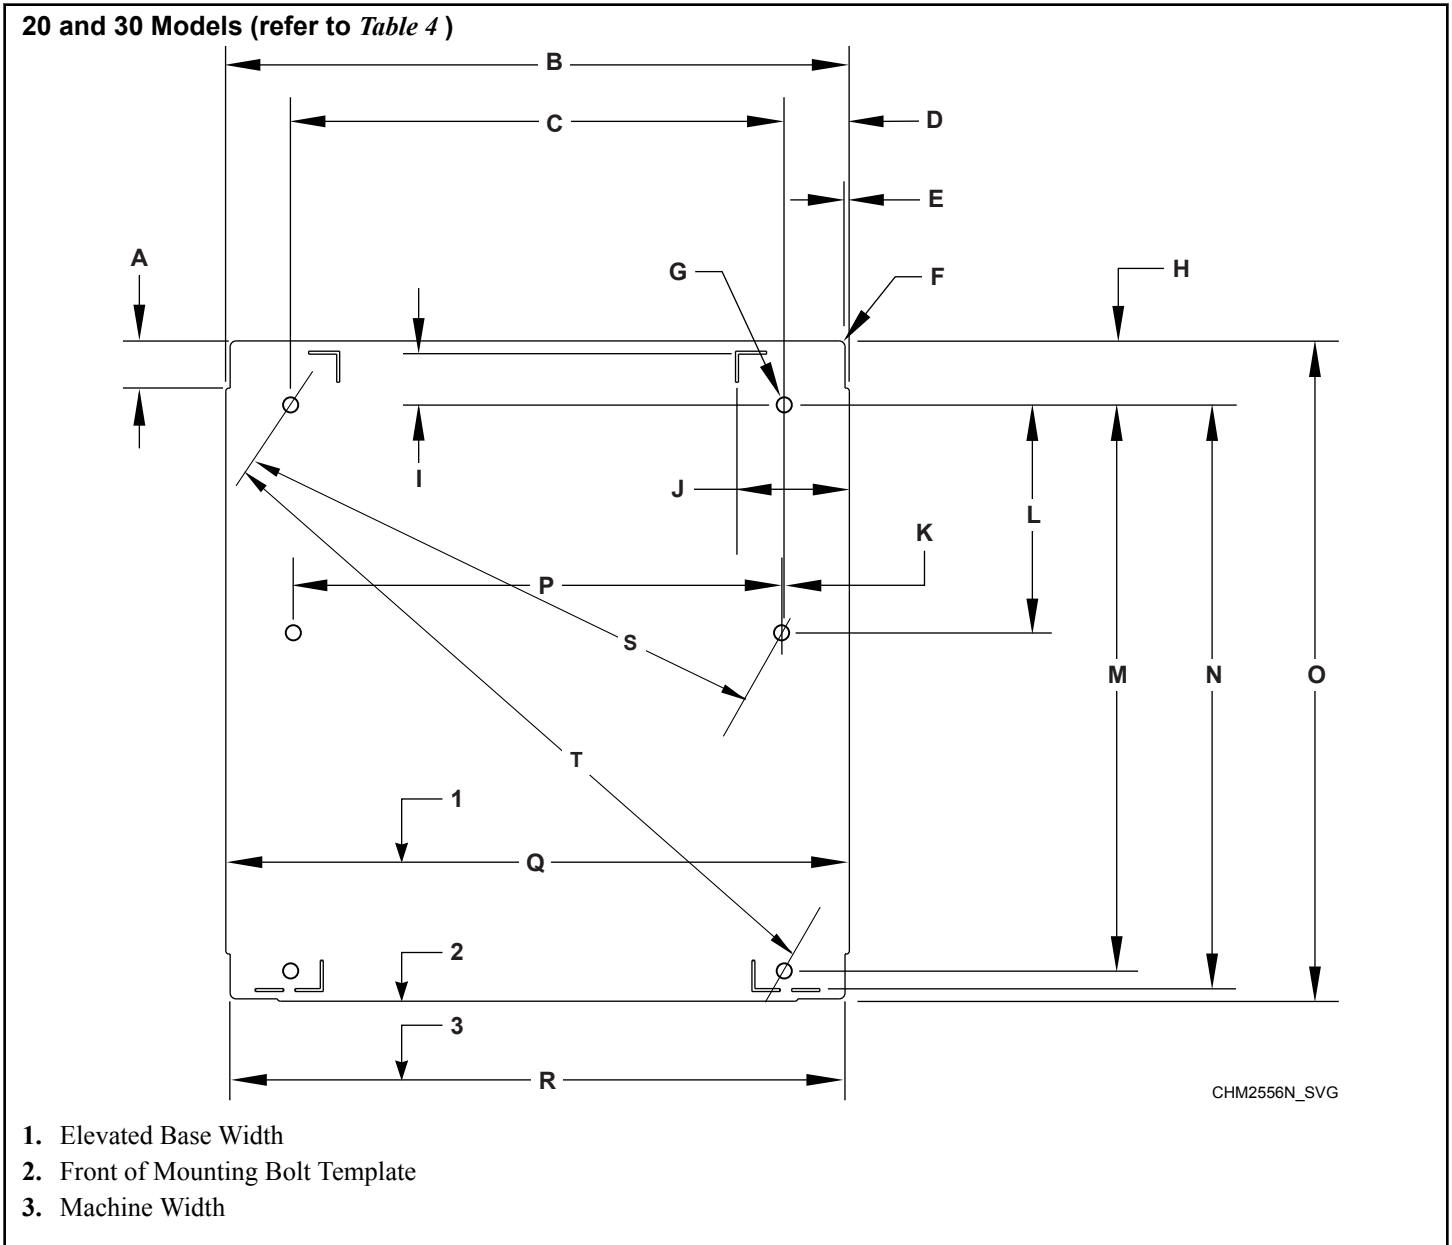 20 and 30 Models (refer to Table 4 )
B
C
D
E
A
G
F
H
I
J
K
L
P
S
M
N
O
T
1
Q
2
3
R
CHM2556N_SVG
1. Elevated Base Width
2. Front of Mounting Bolt Template
3. Machine Width